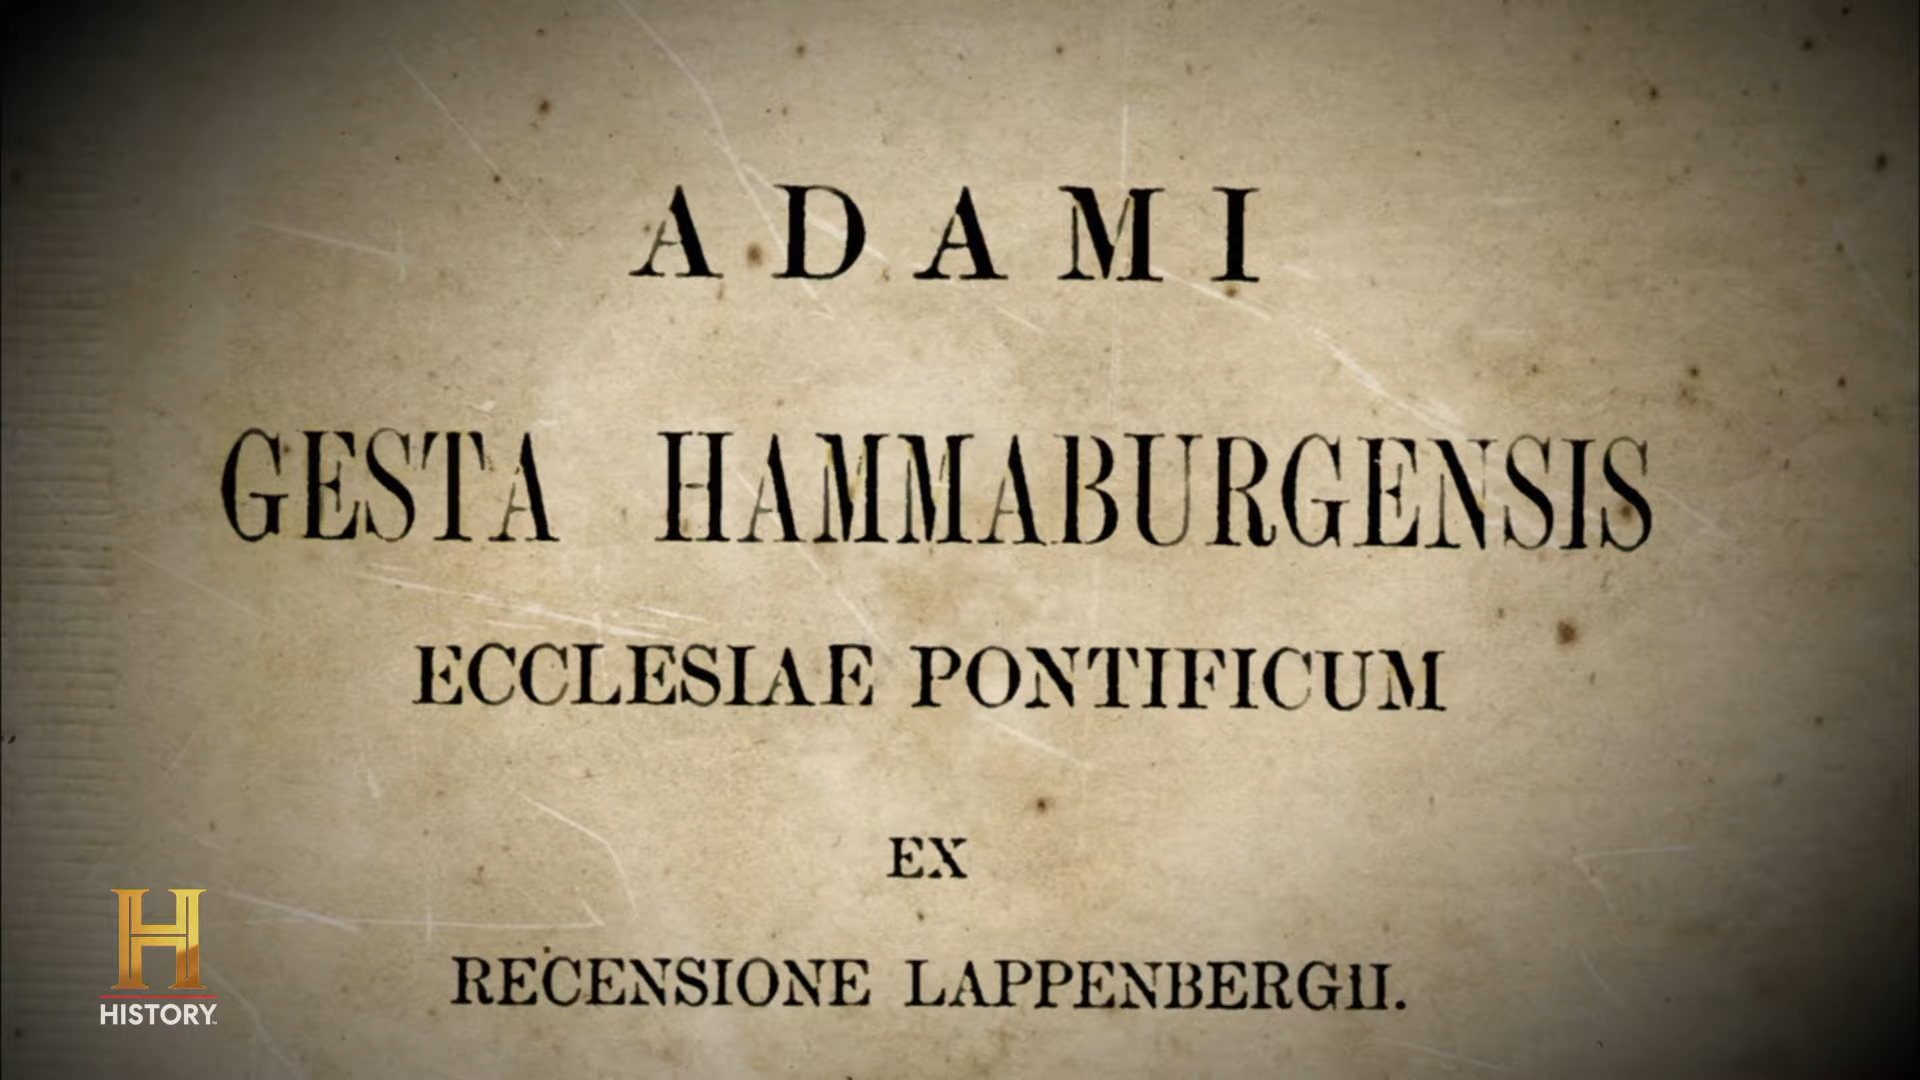 ADAMI
GESTA HAMMABURGENSIS
ECCLESIAE PONTIFICUM
EX
RECENSIONE LAPPENBERGII.
H
HISTORY